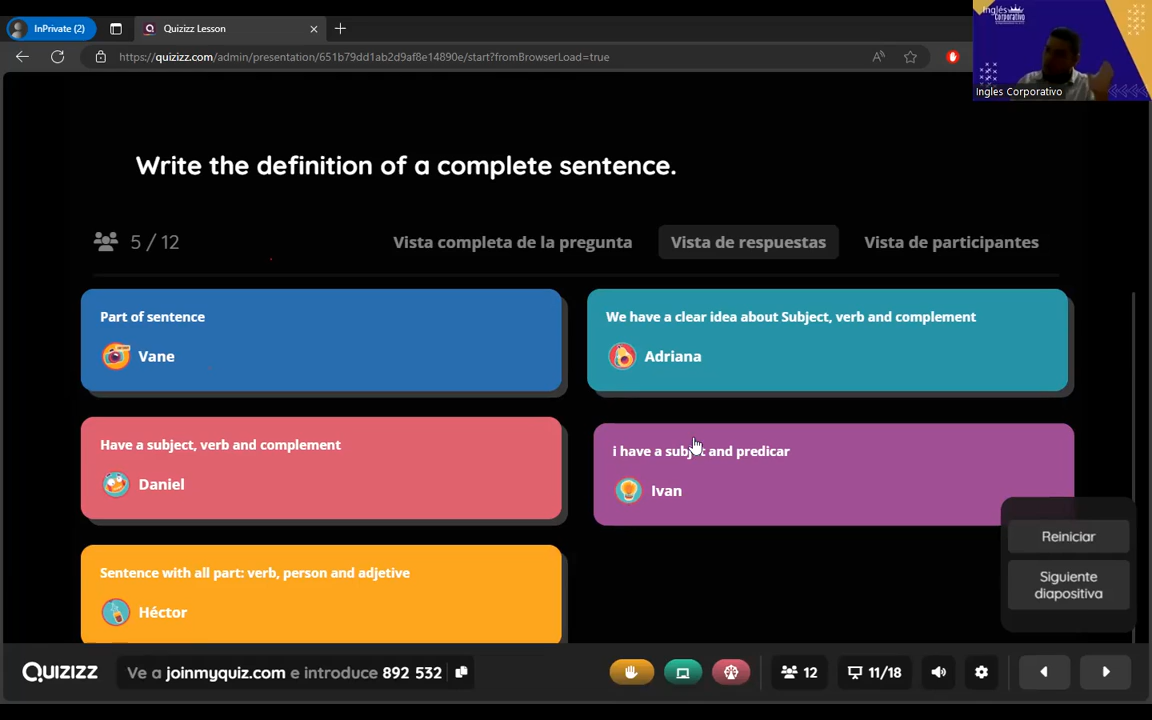 InPrivate (2)
Quizizz Lesson
https://quizizz.com/admin/presentation/651b79dd1ab2d9af8e14890e/start?fromBrowserLoad=true
Inglés
Corporativo
Ingles Corporativo
Write the definition of a complete sentence.
5 / 12
Vista completa de la pregunta
Vista de respuestas
Vista de participantes
Part of sentence
Vane
We have a clear idea about Subject, verb and complement
Adriana
Have a subject, verb and complement
Daniel
i have a subjet and predicar
Ivan
Sentence with all part: verb, person and adjetive
Héctor
Reiniciar
Siguiente
diapositiva
QUIZIZZ
Ve a joinmyquiz.com e introduce 892 532
12
11/18